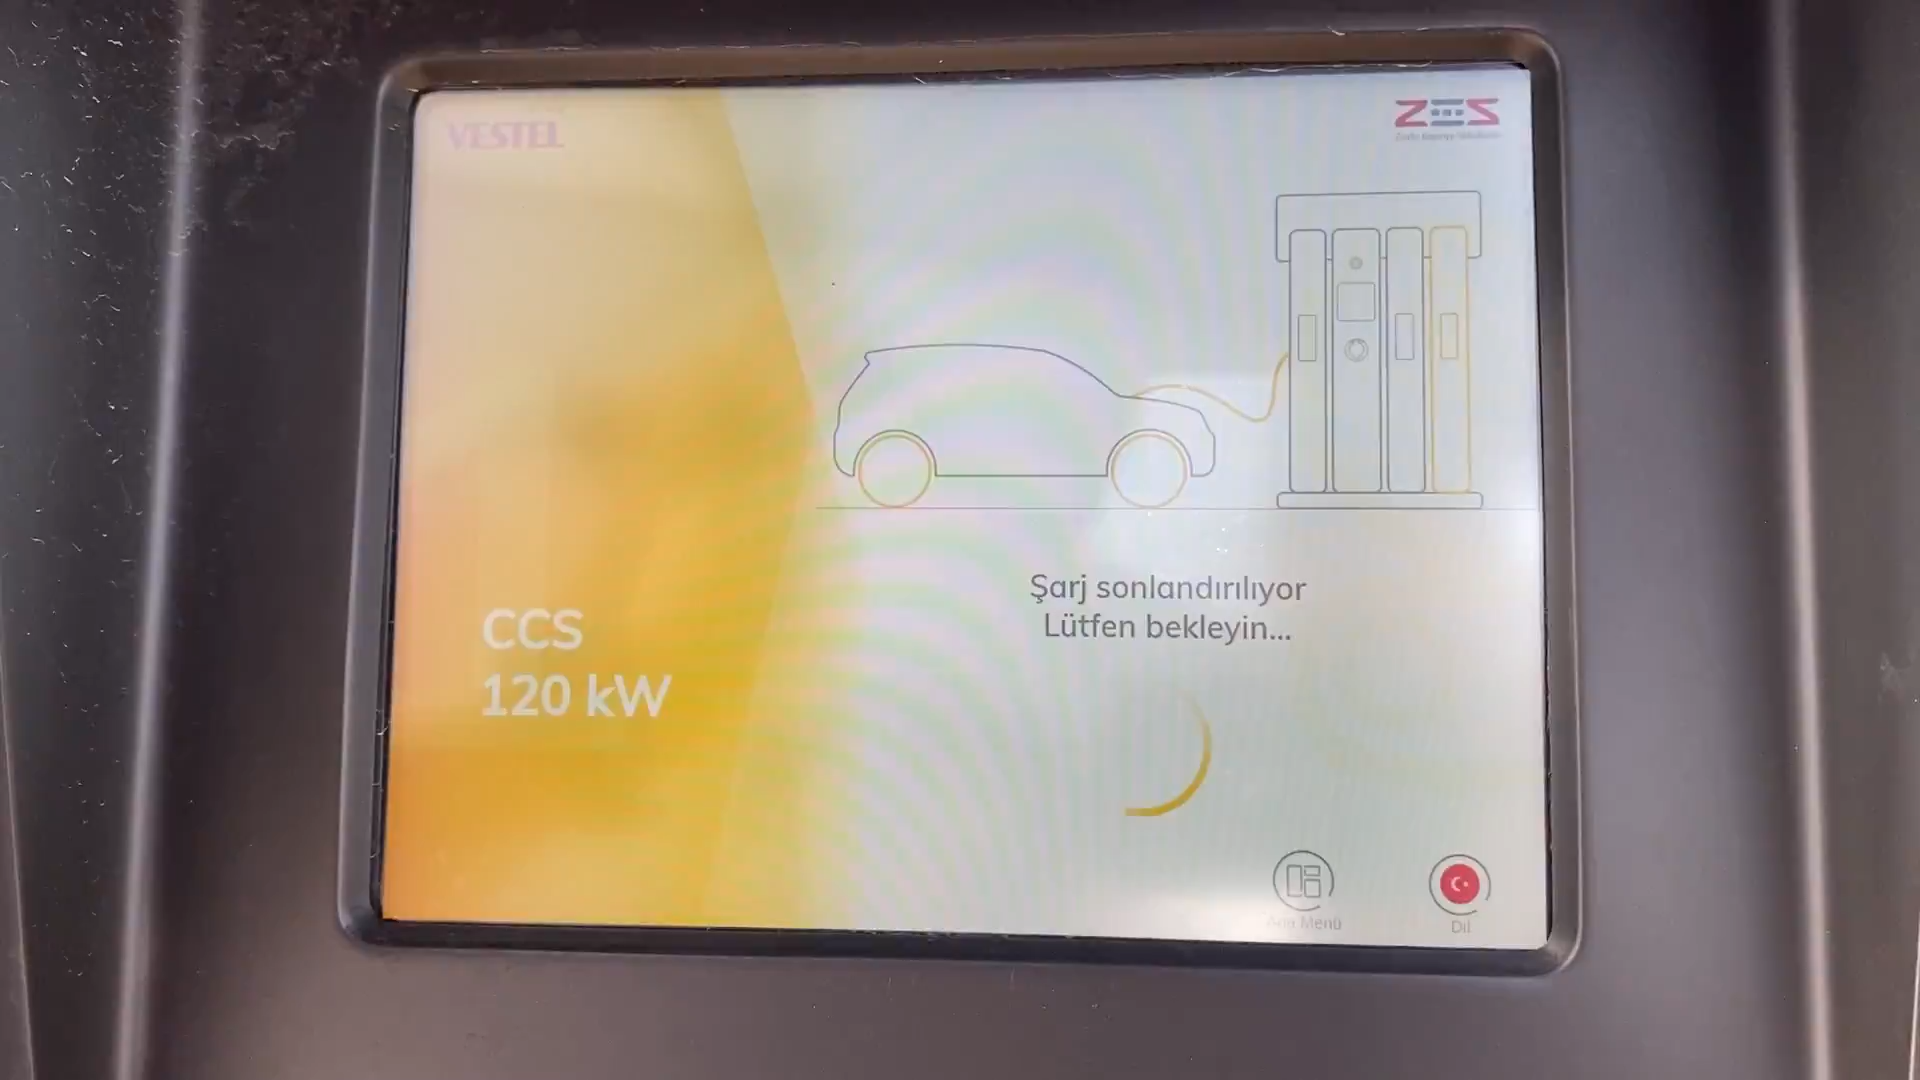 VESTEL
ZES
CCS
120 kW
Şarj sonlandırılıyor
Lütfen bekleyin...
Ana Menü
Dil